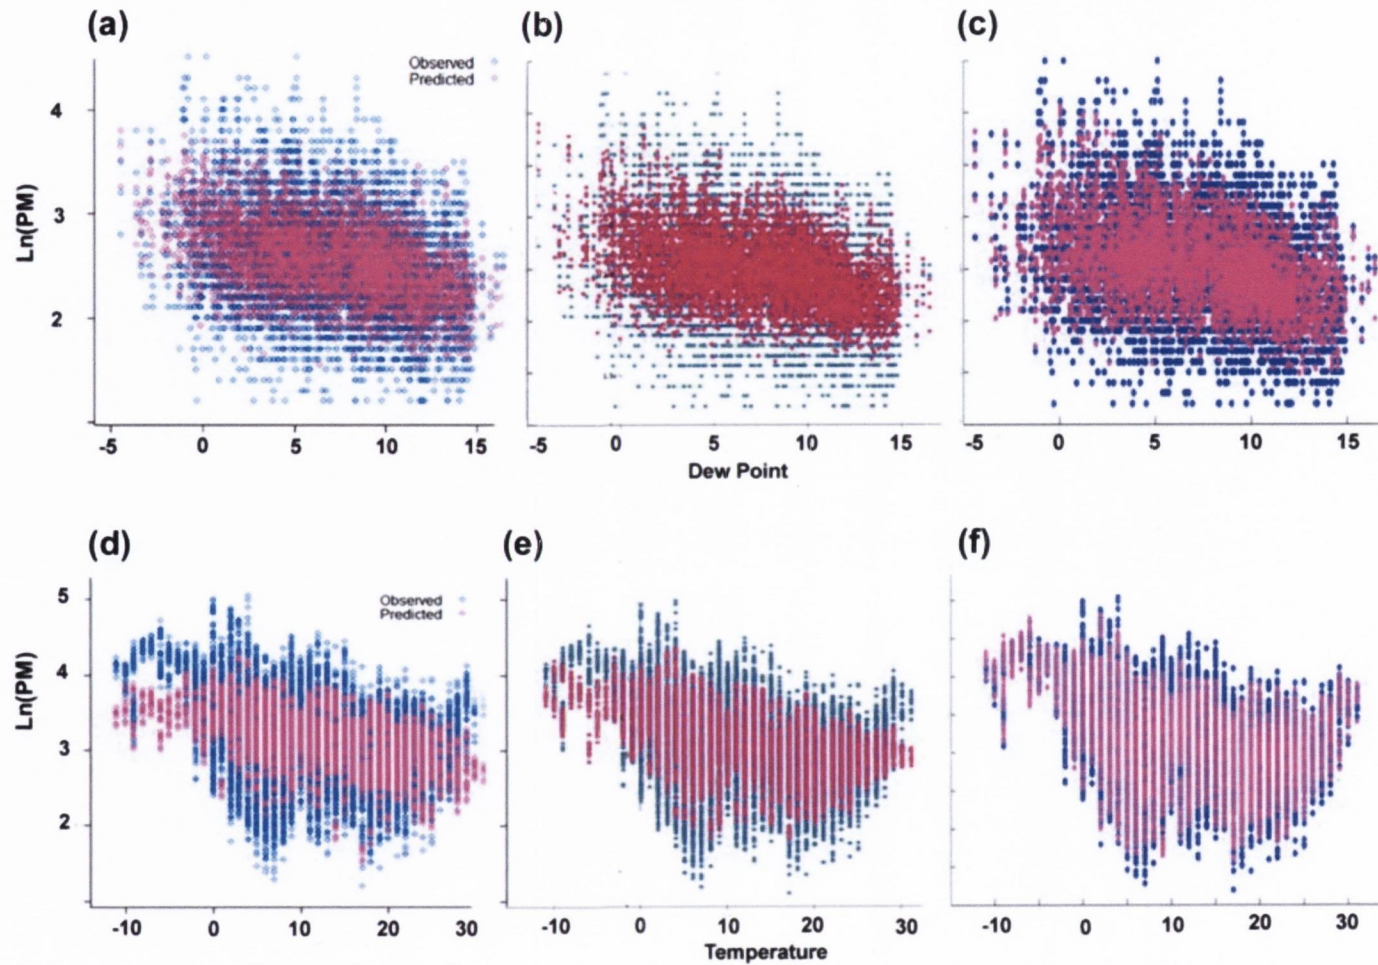 (a) (b) (c)
Observed
Predicted
4
3
2
Ln(PM)
-5 0 5 10 15 -5 0 5 10 15 -5 0 5 10 15
Dew Point
(d) (e) (f)
Observed
Predicted
5
4
3
2
Ln(PM)
-10 0 10 20 30 -10 0 10 20 30 -10 0 10 20 30
Temperature